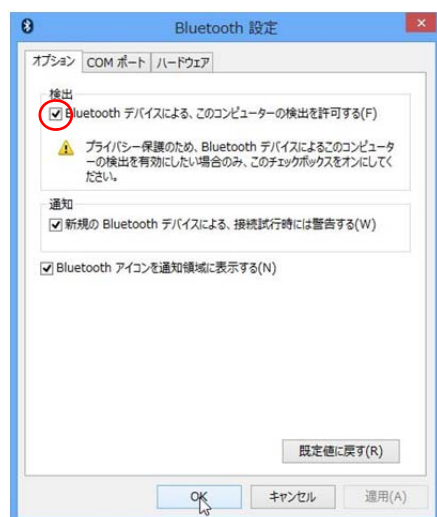 Bluetooth 設定
オプション COM ポート ハードウェア
検出
Bluetooth デバイスによる、このコンピューターの検出を許可する(F)
プライバシー保護のため、Bluetooth デバイスによるこのコンピュータ
ーの検出を有効にしたい場合のみ、このチェックボックスをオンにしてく
ださい。
通知
新規の Bluetooth デバイスによる、接続試行時には警告する(W)
Bluetooth アイコンを通知領域に表示する(N)
既定値に戻す(R)
OK キャンセル 適用(A)